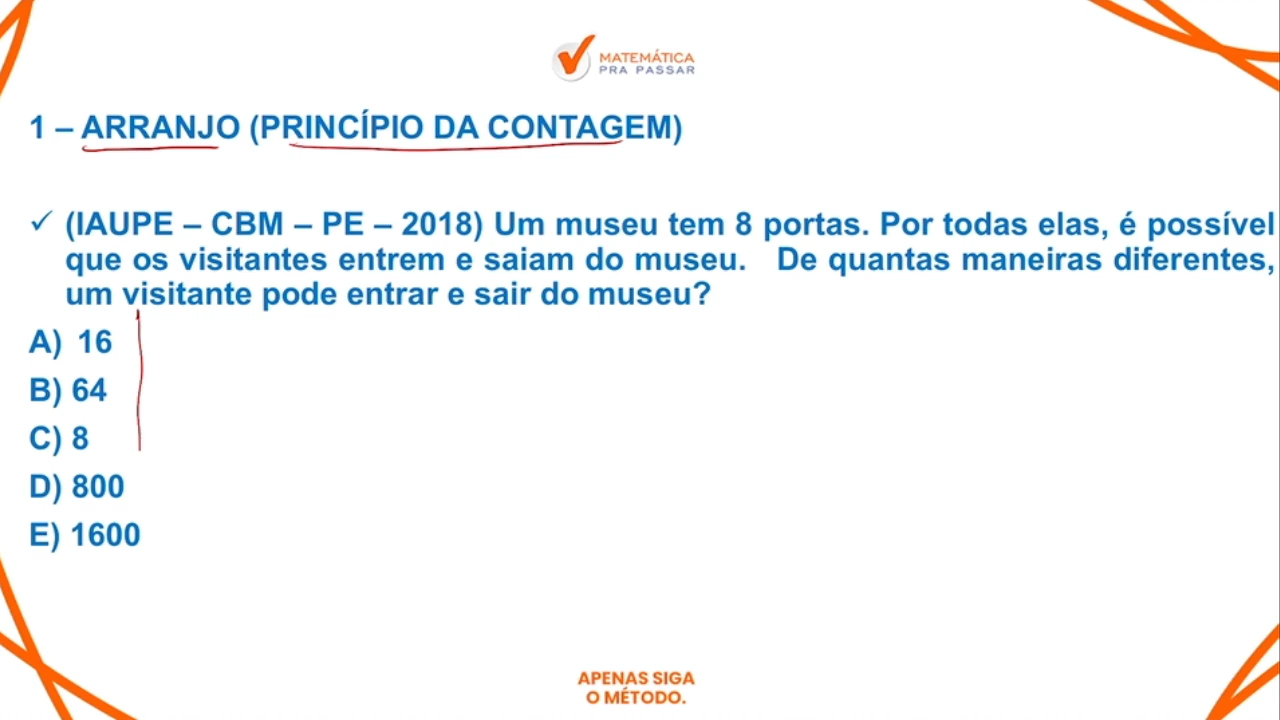 MATEMÁTICA
PRA PASSAR
1 – ARRANJO (PRINCÍPIO DA CONTAGEM)
✓ (IAUPE – CBM – PE – 2018) Um museu tem 8 portas. Por todas elas, é possível
que os visitantes entrem e saiam do museu. De quantas maneiras diferentes,
um visitante pode entrar e sair do museu?
A) 16
B) 64
C) 8
D) 800
E) 1600
APENAS SIGA
O MÉTODO.